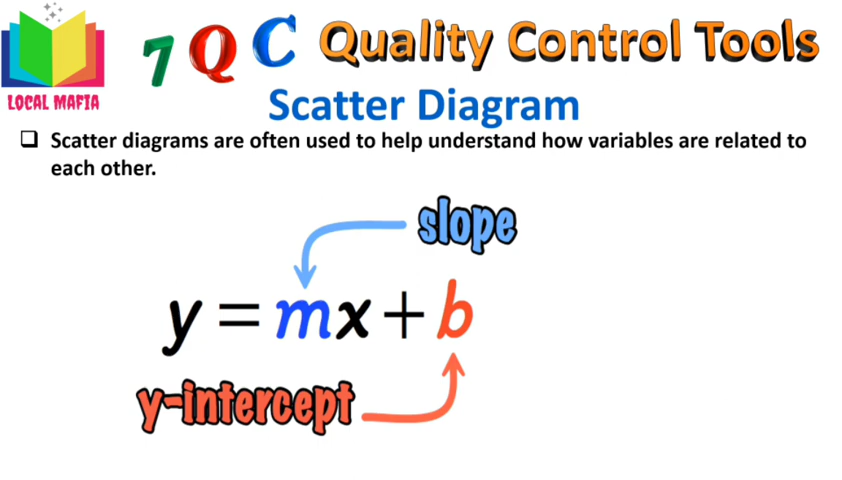 7 Q C Quality Control Tools
LOCAL MAFIA
Scatter Diagram
Scatter diagrams are often used to help understand how variables are related to
each other.
slope
y = mx + b
y-intercept